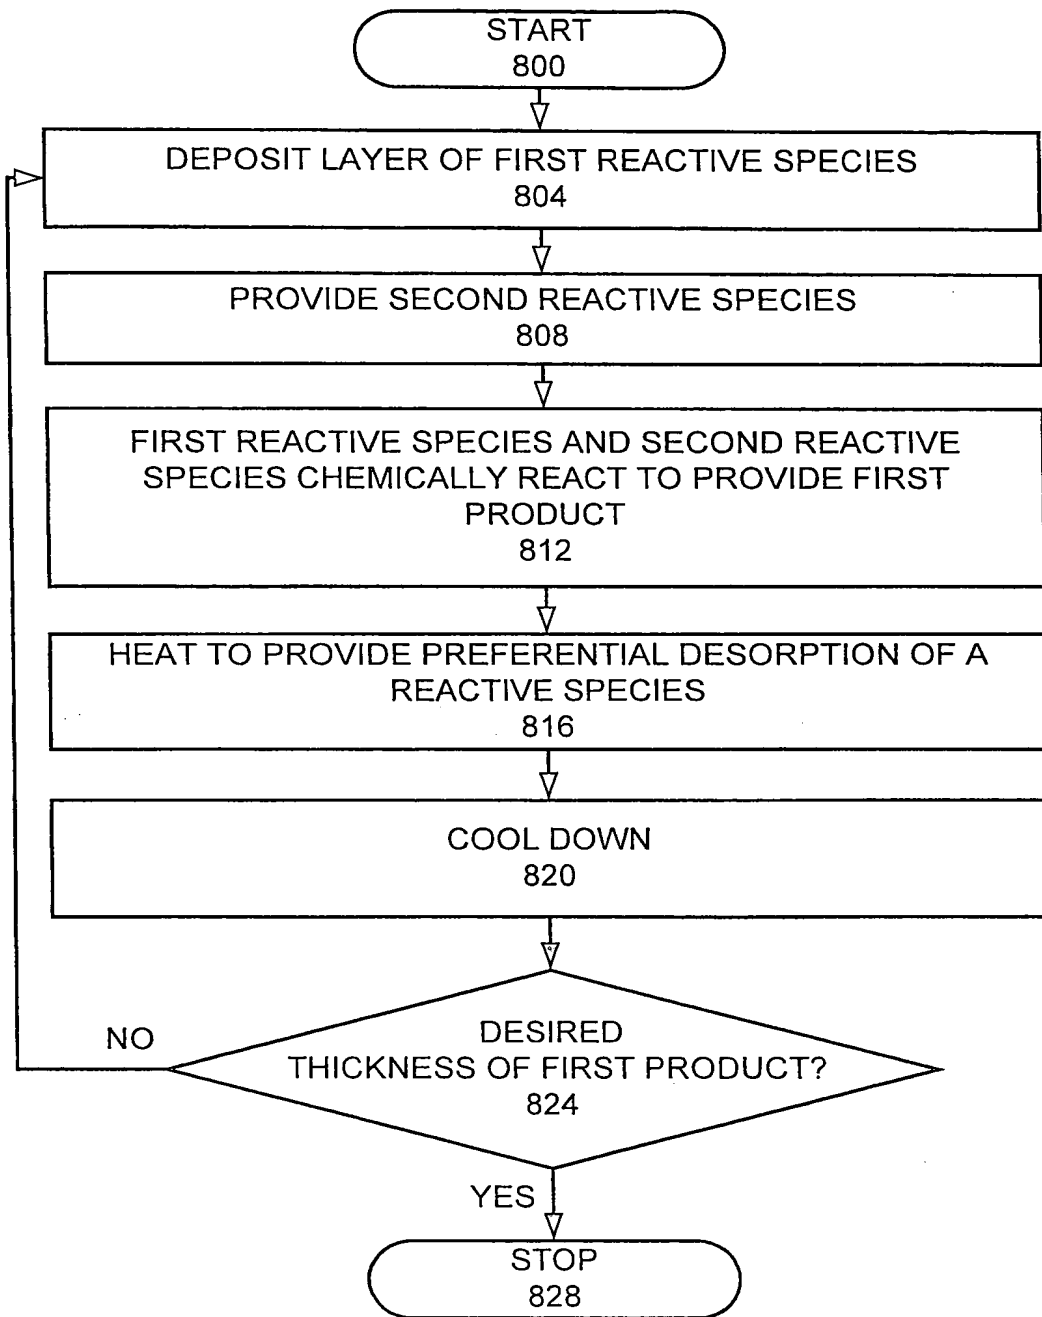 START
800
DEPOSIT LAYER OF FIRST REACTIVE SPECIES
804
PROVIDE SECOND REACTIVE SPECIES
808
FIRST REACTIVE SPECIES AND SECOND REACTIVE
SPECIES CHEMICALLY REACT TO PROVIDE FIRST
PRODUCT
812
HEAT TO PROVIDE PREFERENTIAL DESORPTION OF A
REACTIVE SPECIES
816
COOL DOWN
820
NO
DESIRED
THICKNESS OF FIRST PRODUCT?
824
YES
STOP
828